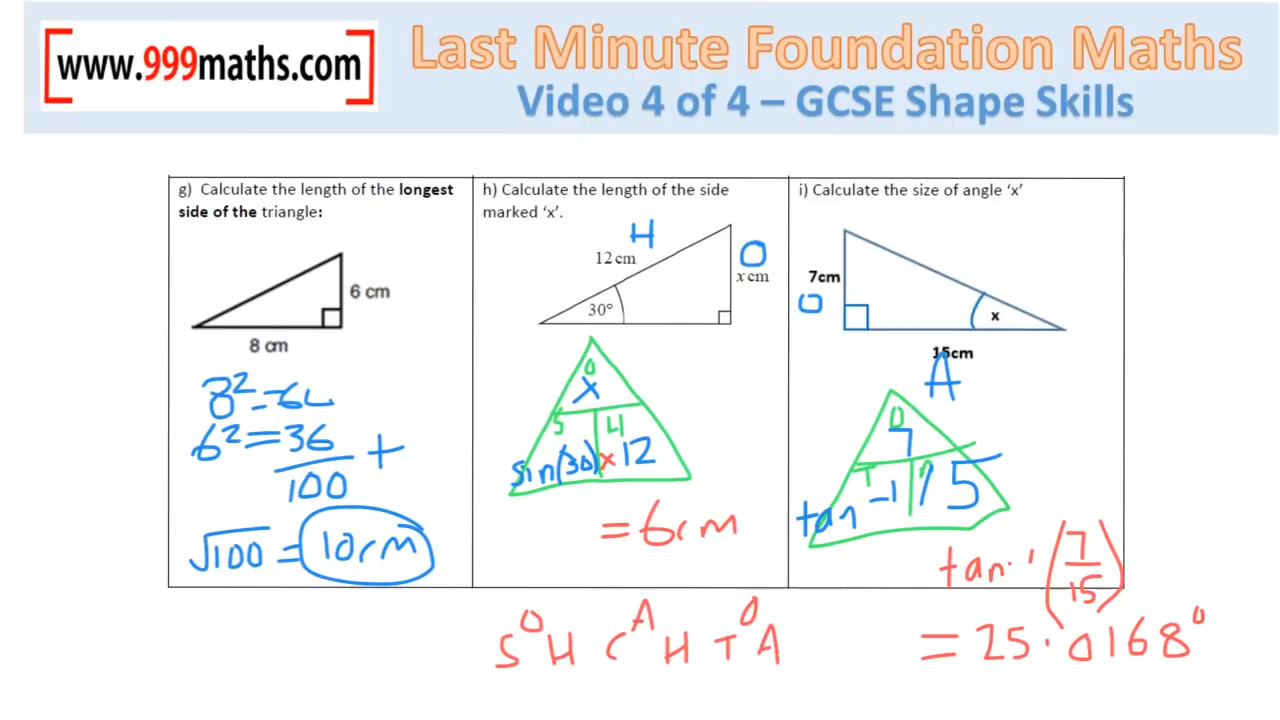 www.999maths.com
Last Minute Foundation Maths
Video 4 of 4 – GCSE Shape Skills
g) Calculate the length of the longest
side of the triangle:
6 cm
8 cm
8² = 64
6² = 36 +
100
√100 = 10cm
h) Calculate the length of the side
marked ‘x’.
H
12 cm
O
x cm
30°
O
x
S H
sin(30) × 12
= 6cm
i) Calculate the size of angle ‘x’
7cm
O
x
15cm
A
O
7
T A
tan -1 15
tan-1 (7/15)
= 25.0168°
SOH CAH TOA